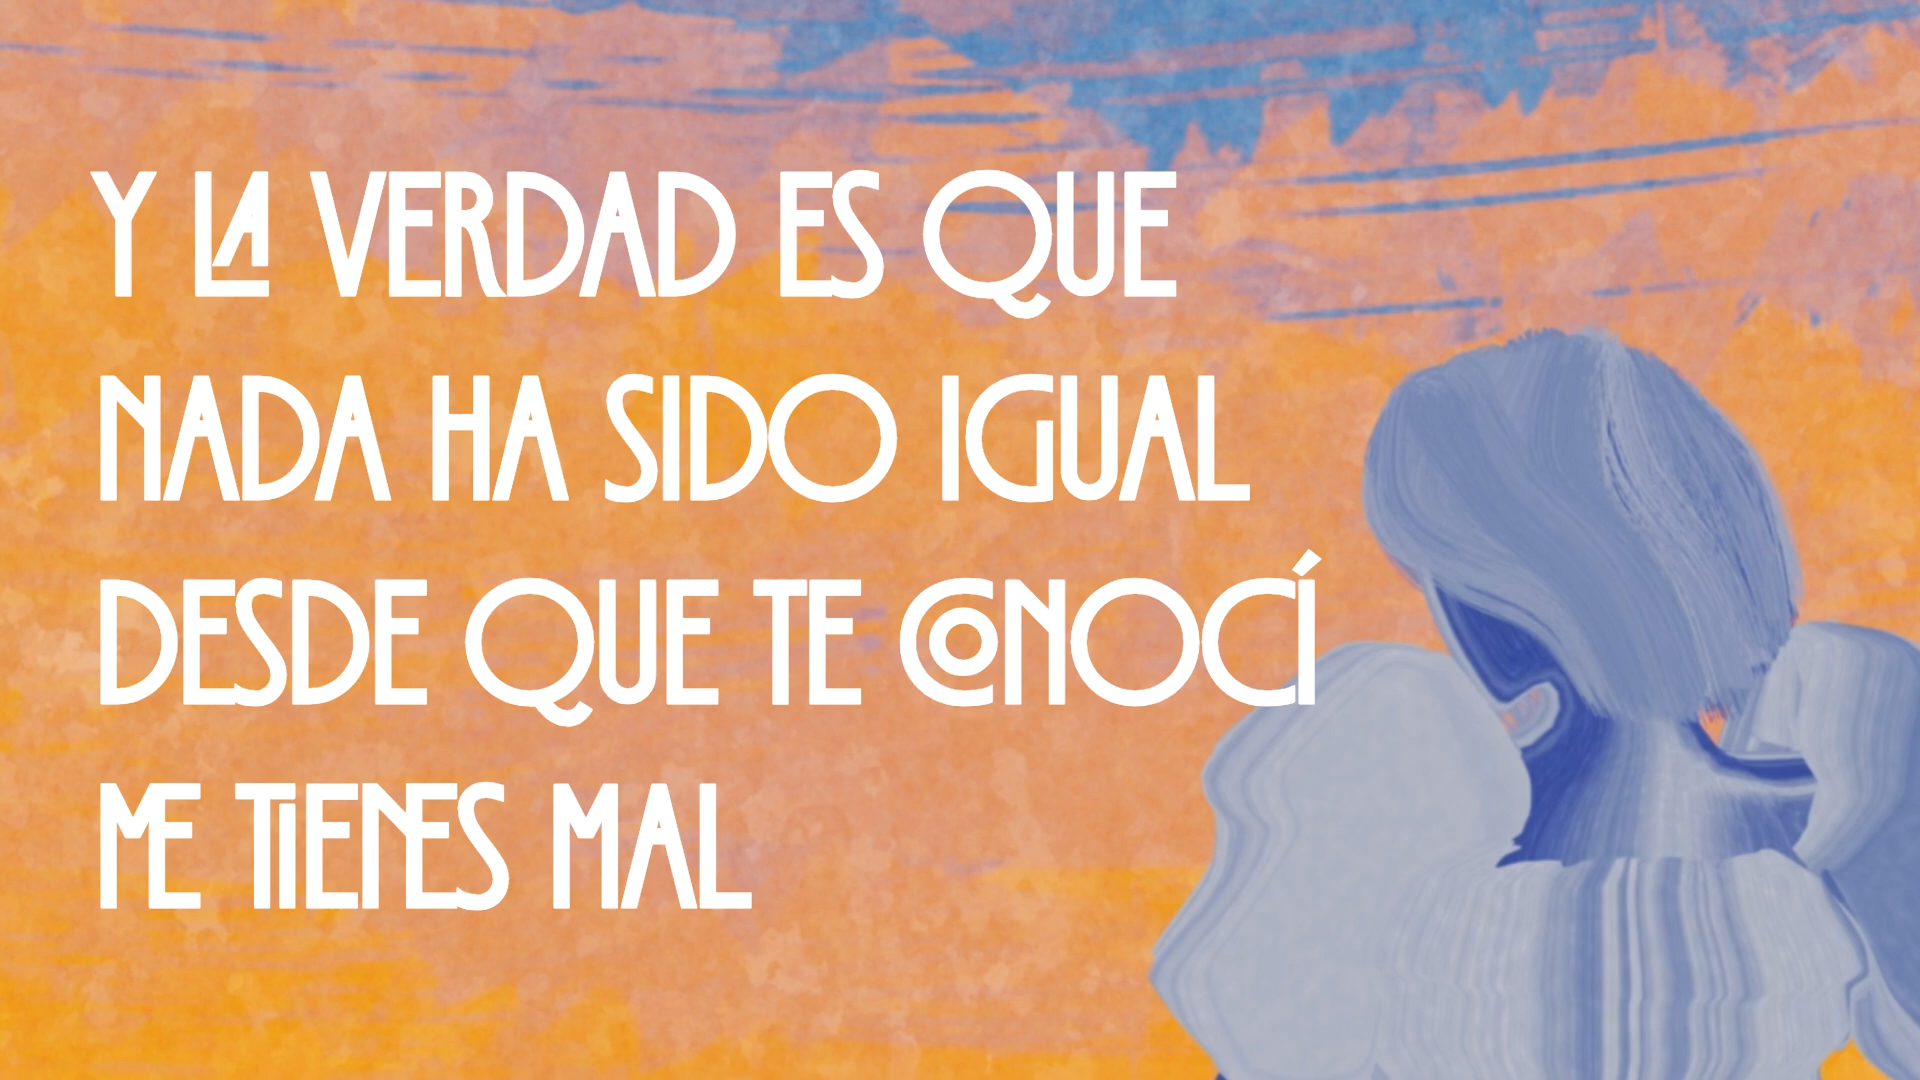 Y LA VERDAD ES QUE
NADA HA SIDO IGUAL
DESDE QUE TE CONOCÍ
ME TIENES MAL